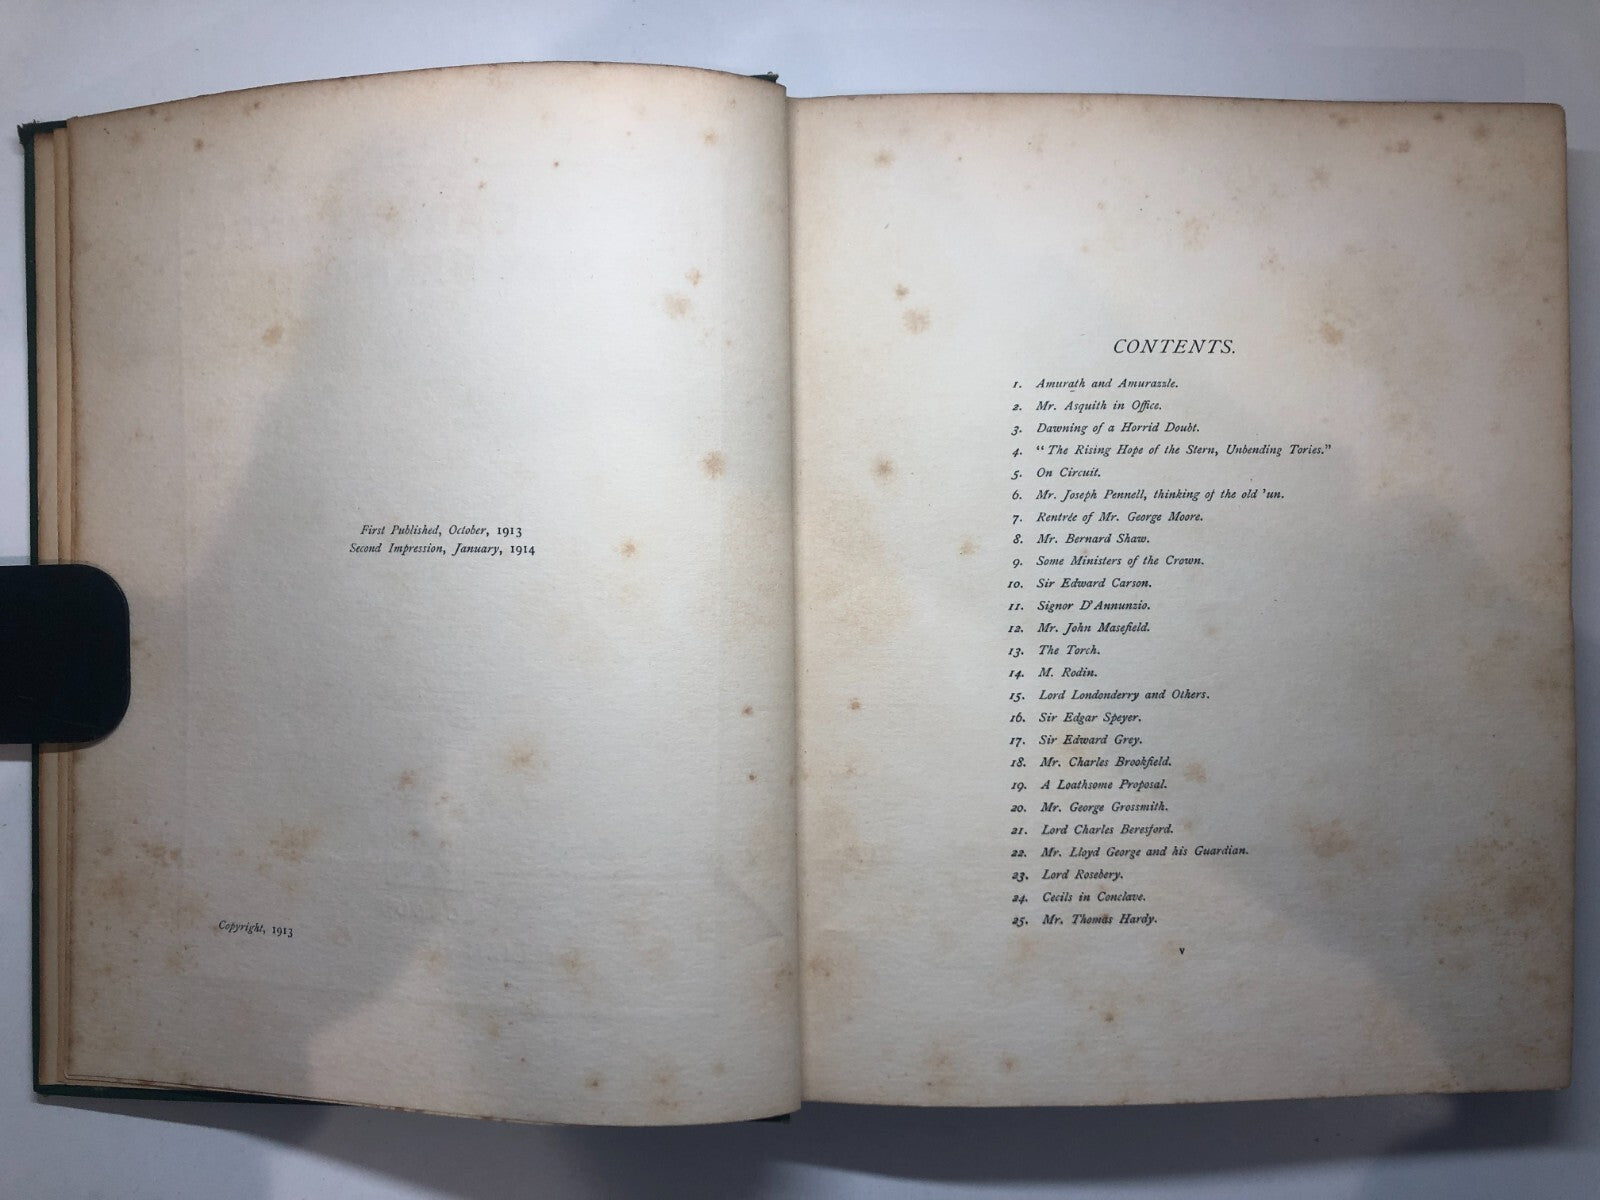 First Published, October, 1913
Second Impression, January, 1914
Copyright, 1913
CONTENTS.
1. Amurath and Amurazzle.
2. Mr. Asquith in Office.
3. Dawning of a Horrid Doubt.
4. “The Rising Hope of the Stern, Unbending Tories.”
5. On Circuit.
6. Mr. Joseph Pennell, thinking of the old 'un.
7. Rentrée of Mr. George Moore.
8. Mr. Bernard Shaw.
9. Some Ministers of the Crown.
10. Sir Edward Carson.
11. Signor D'Annunzio.
12. Mr. John Masefield.
13. The Torch.
14. M. Rodin.
15. Lord Londonderry and Others.
16. Sir Edgar Speyer.
17. Sir Edward Grey.
18. Mr. Charles Brookfield.
19. A Loathsome Proposal.
20. Mr. George Grossmith.
21. Lord Charles Beresford.
22. Mr. Lloyd George and his Guardian.
23. Lord Rosebery.
24. Cecils in Conclave.
25. Mr. Thomas Hardy.
v